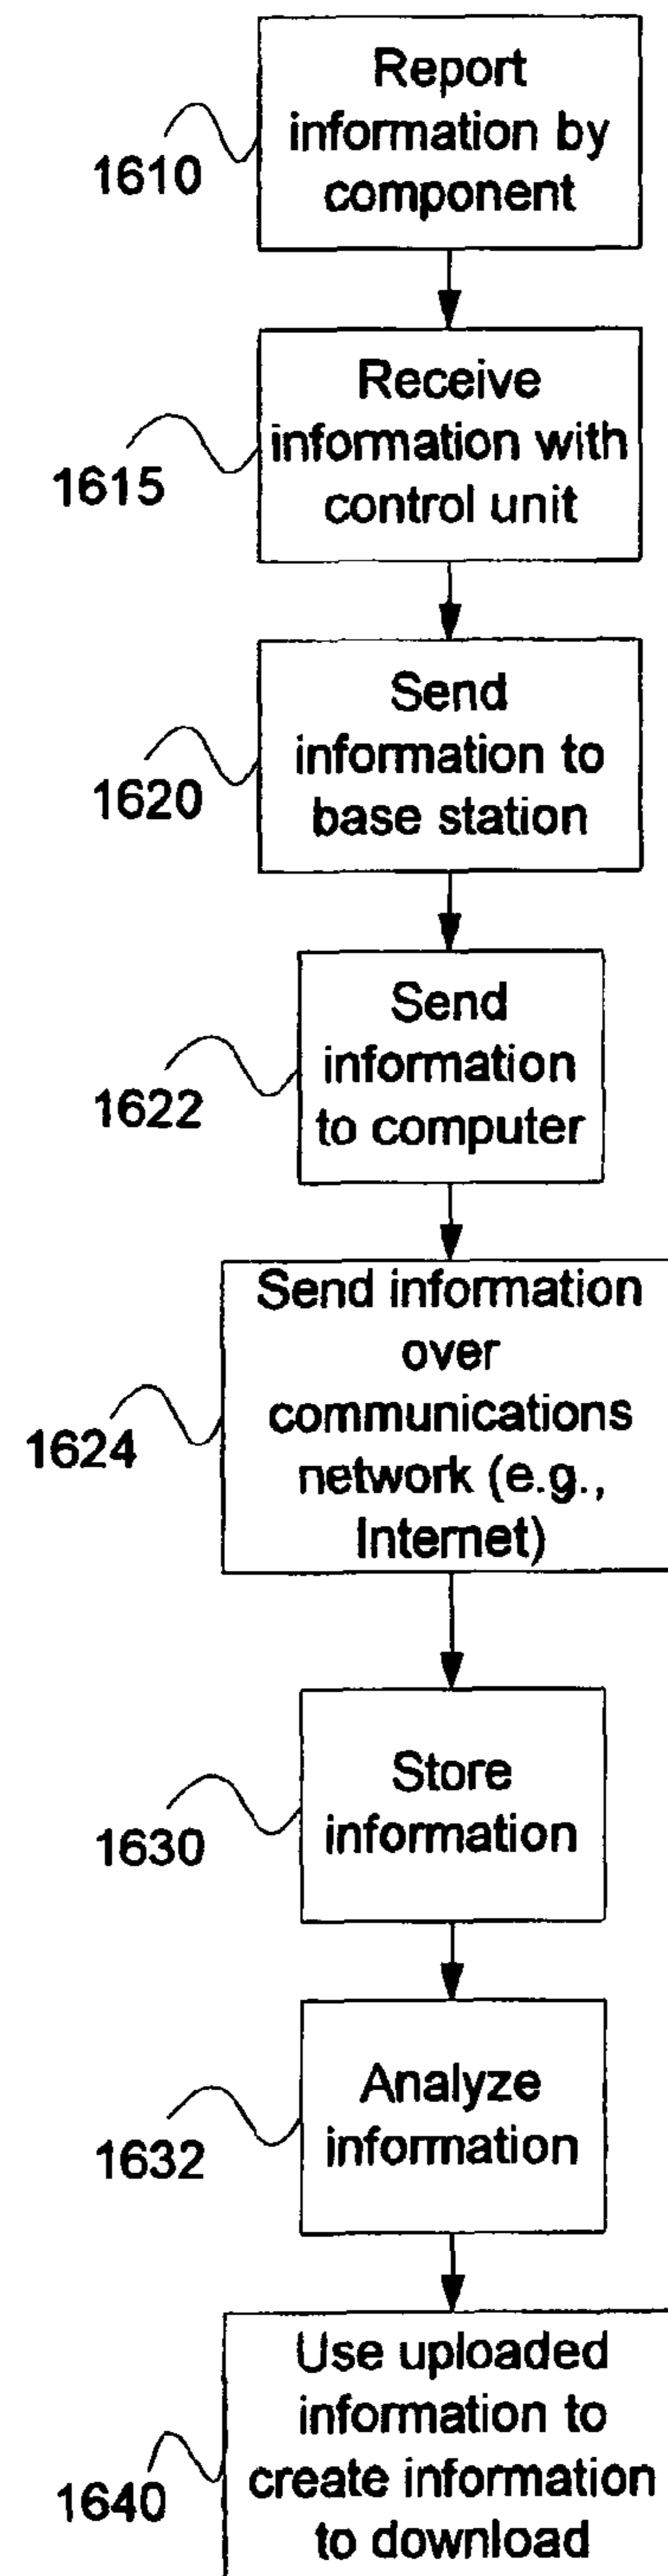 Report
information by
component
1610
Receive
information with
control unit
1615
Send
information to
base station
1620
Send
information
to computer
1622
Send information
over
communications
network (e.g.,
Internet)
1624
Store
information
1630
Analyze
information
1632
Use uploaded
information to
create information
to download
1640